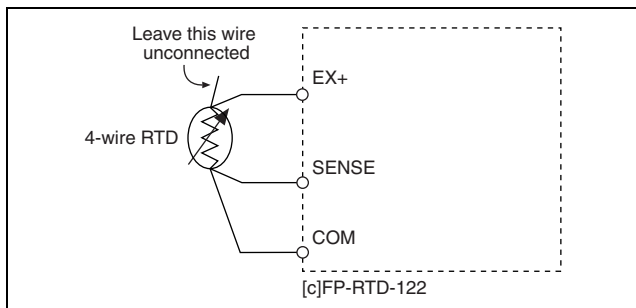 Leave this wire
unconnected
EX+
4-wire RTD
SENSE
COM
[c]FP-RTD-122